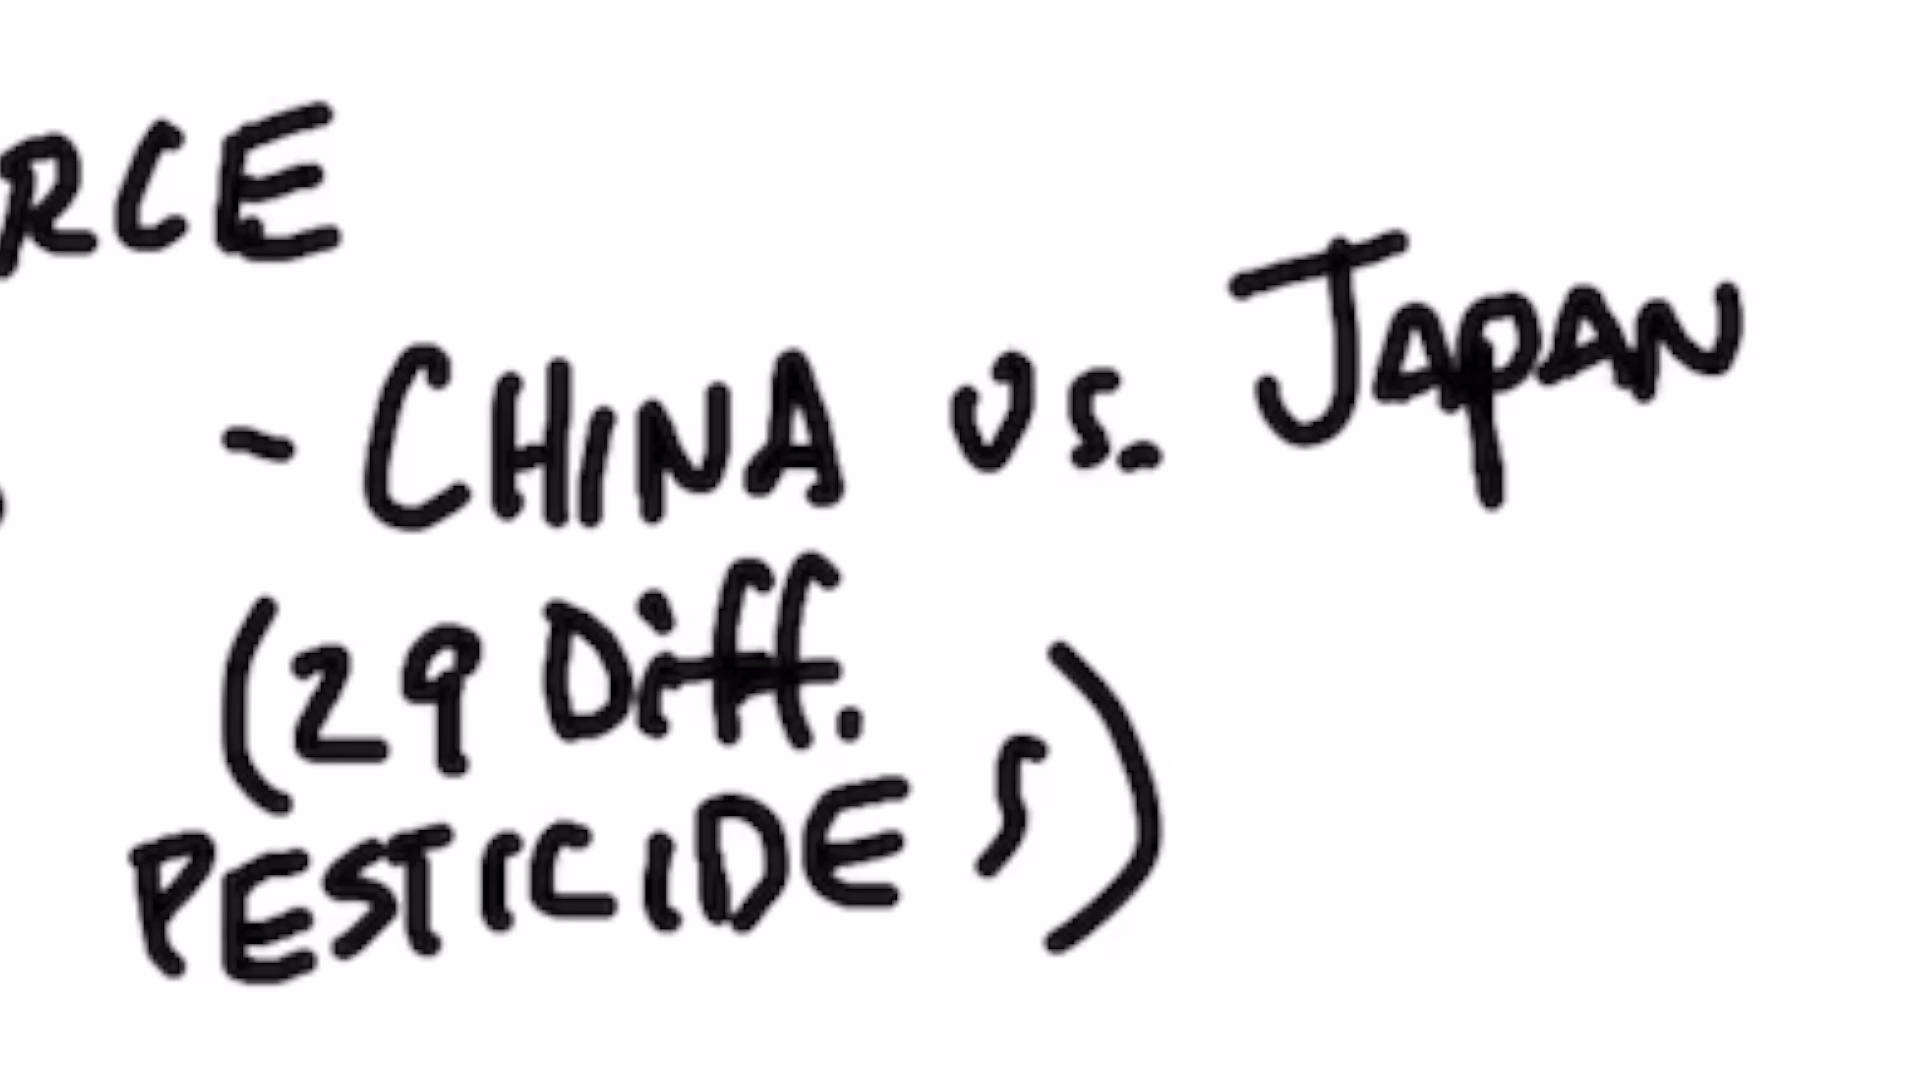 RCE
- CHINA vs. JAPAN
(29 Diff.
PESTICIDES)